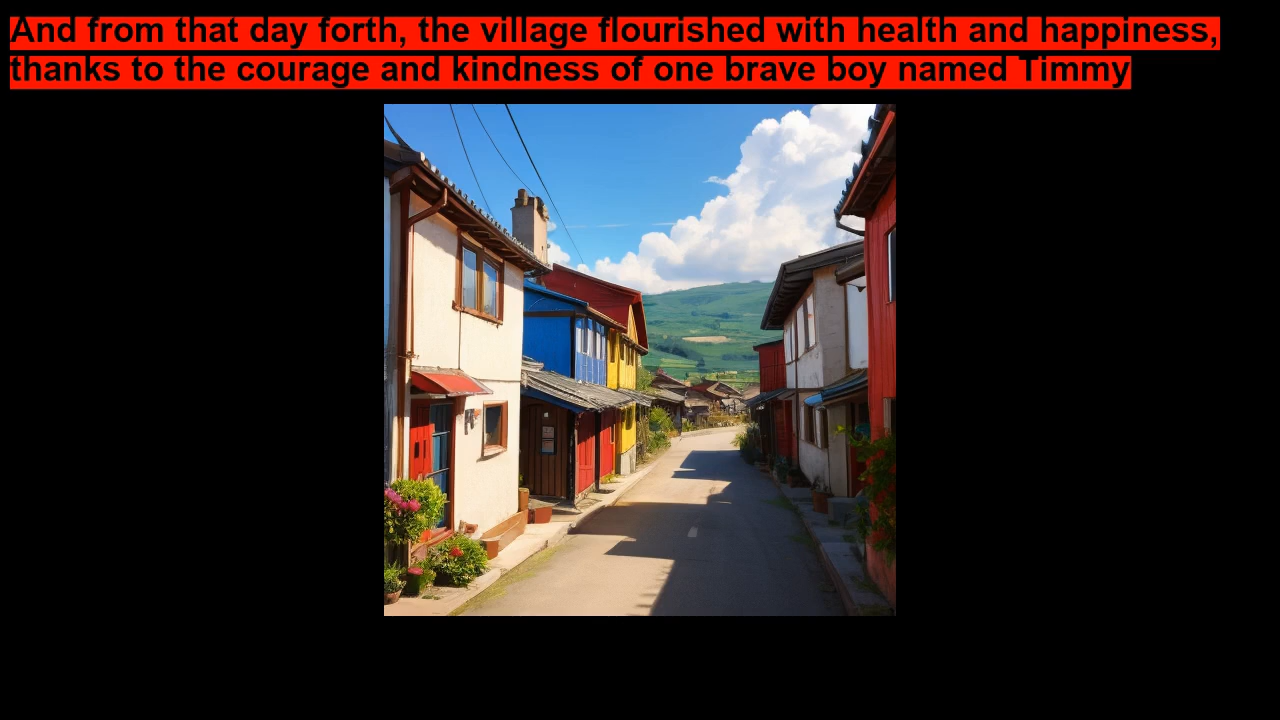 And from that day forth, the village flourished with health and happiness,
thanks to the courage and kindness of one brave boy named Timmy